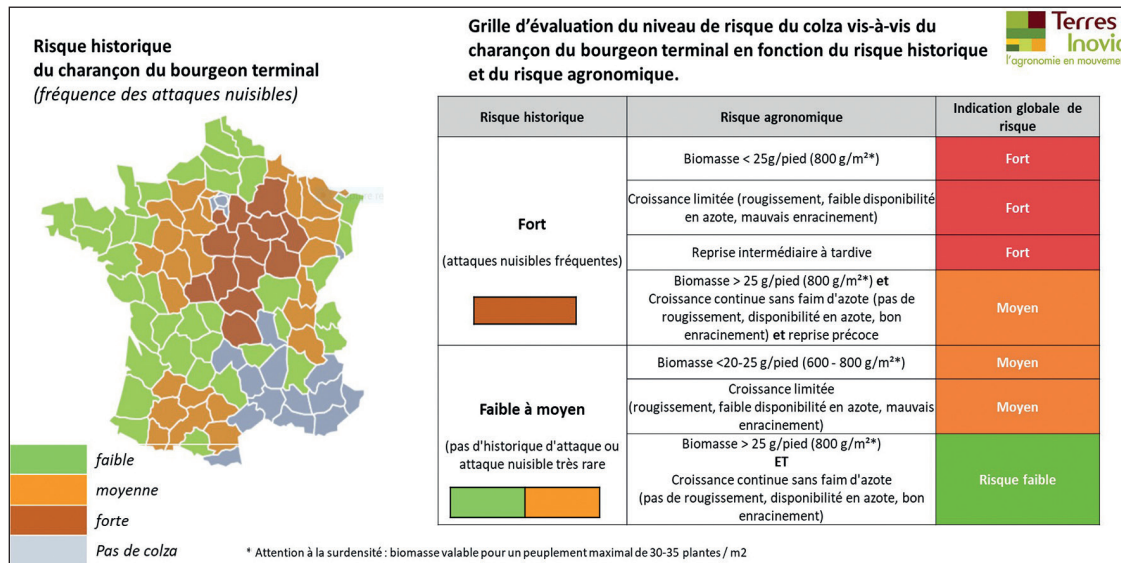 Risque historique
du charançon du bourgeon terminal
(fréquence des attaques nuisibles)
faible
moyenne
forte
Pas de colza
Grille d'évaluation du niveau de risque du colza vis-à-vis du
charançon du bourgeon terminal en fonction du risque historique
et du risque agronomique.
Terres
l'agronomie en mouvement
Risque historique
Risque agronomique
Indication globale de
risque
Fort
(attaques nuisibles fréquentes)
Biomasse < 25g/pied (800 g/m²*)
Fort
Croissance limitée (rougissement, faible disponibilité
en azote, mauvais enracinement)
Fort
Reprise intermédiaire à tardive
Fort
Biomasse > 25 g/pied (800 g/m²*) et
Croissance continue sans faim d'azote (pas de
rougissement, disponibilité en azote, bon
enracinement) et reprise précoce
Moyen
Faible à moyen
(pas d'historique d'attaque ou
attaque nuisible très rare
Biomasse <20-25 g/pied (600 - 800 g/m²*)
Moyen
Croissance limitée
(rougissement, faible disponibilité en azote, mauvais
enracinement)
Moyen
Biomasse > 25 g/pied (800 g/m²*)
ET
Croissance continue sans faim d'azote
(pas de rougissement, disponibilité en azote, bon
enracinement)
Risque faible
* Attention à la surdensité : biomasse valable pour un peuplement maximal de 30-35 plantes / m2